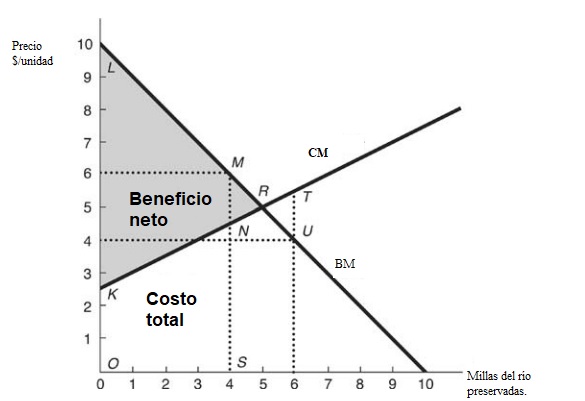 Precio
$/unidad
10
9
8
7
6
5
4
3
2
1
L
M
R
T
N
U
K
O
S
CM
BM
Beneficio
neto
Costo
total
0 1 2 3 4 5 6 7 8 9 10
Millas del río
preservadas.